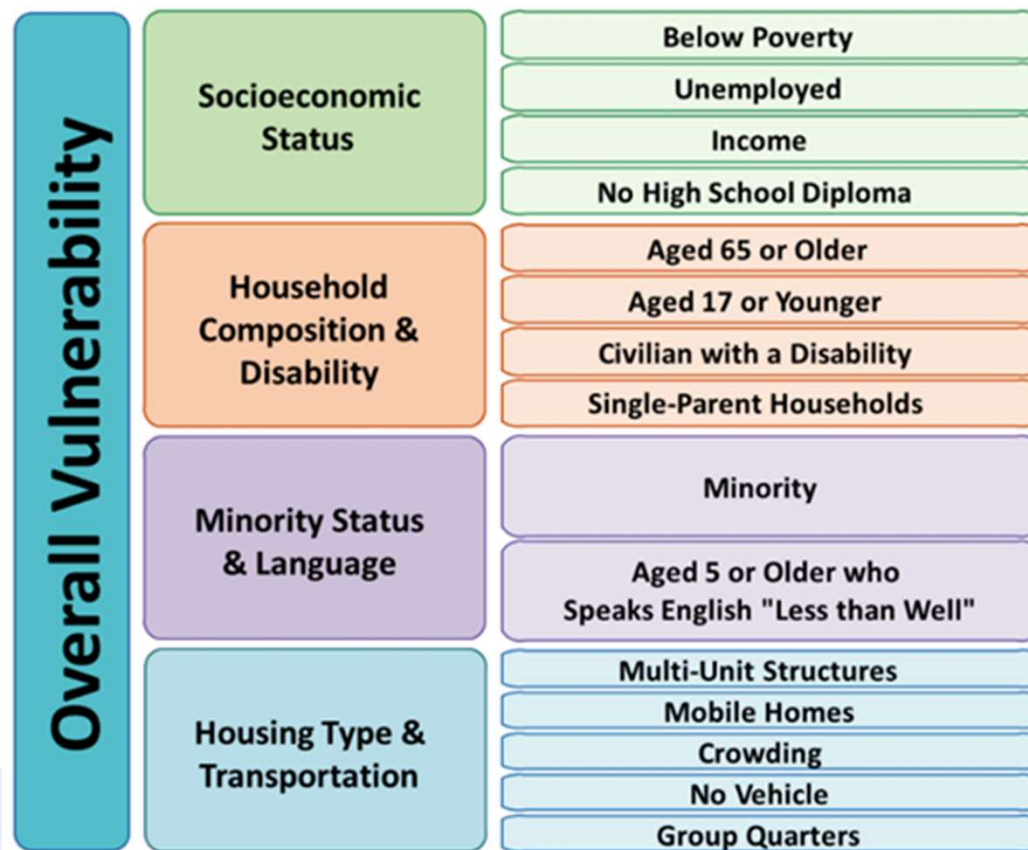 Overall Vulnerability
Socioeconomic
Status
Below Poverty
Unemployed
Income
No High School Diploma
Household
Composition &
Disability
Aged 65 or Older
Aged 17 or Younger
Civilian with a Disability
Single-Parent Households
Minority Status
& Language
Minority
Aged 5 or Older who
Speaks English "Less than Well"
Housing Type &
Transportation
Multi-Unit Structures
Mobile Homes
Crowding
No Vehicle
Group Quarters